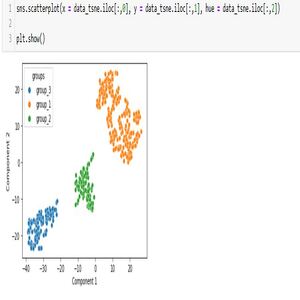 1 sns.scatterplot(x = data_tsne.iloc[:,0], y = data_tsne.iloc[:,1], hue = data_tsne.iloc[:,2])
2
3 plt.show()
groups
group_3
group_1
group_2
20
10
0
-10
-20
Component 2
-40 -30 -20 -10 0 10 20
Component 1